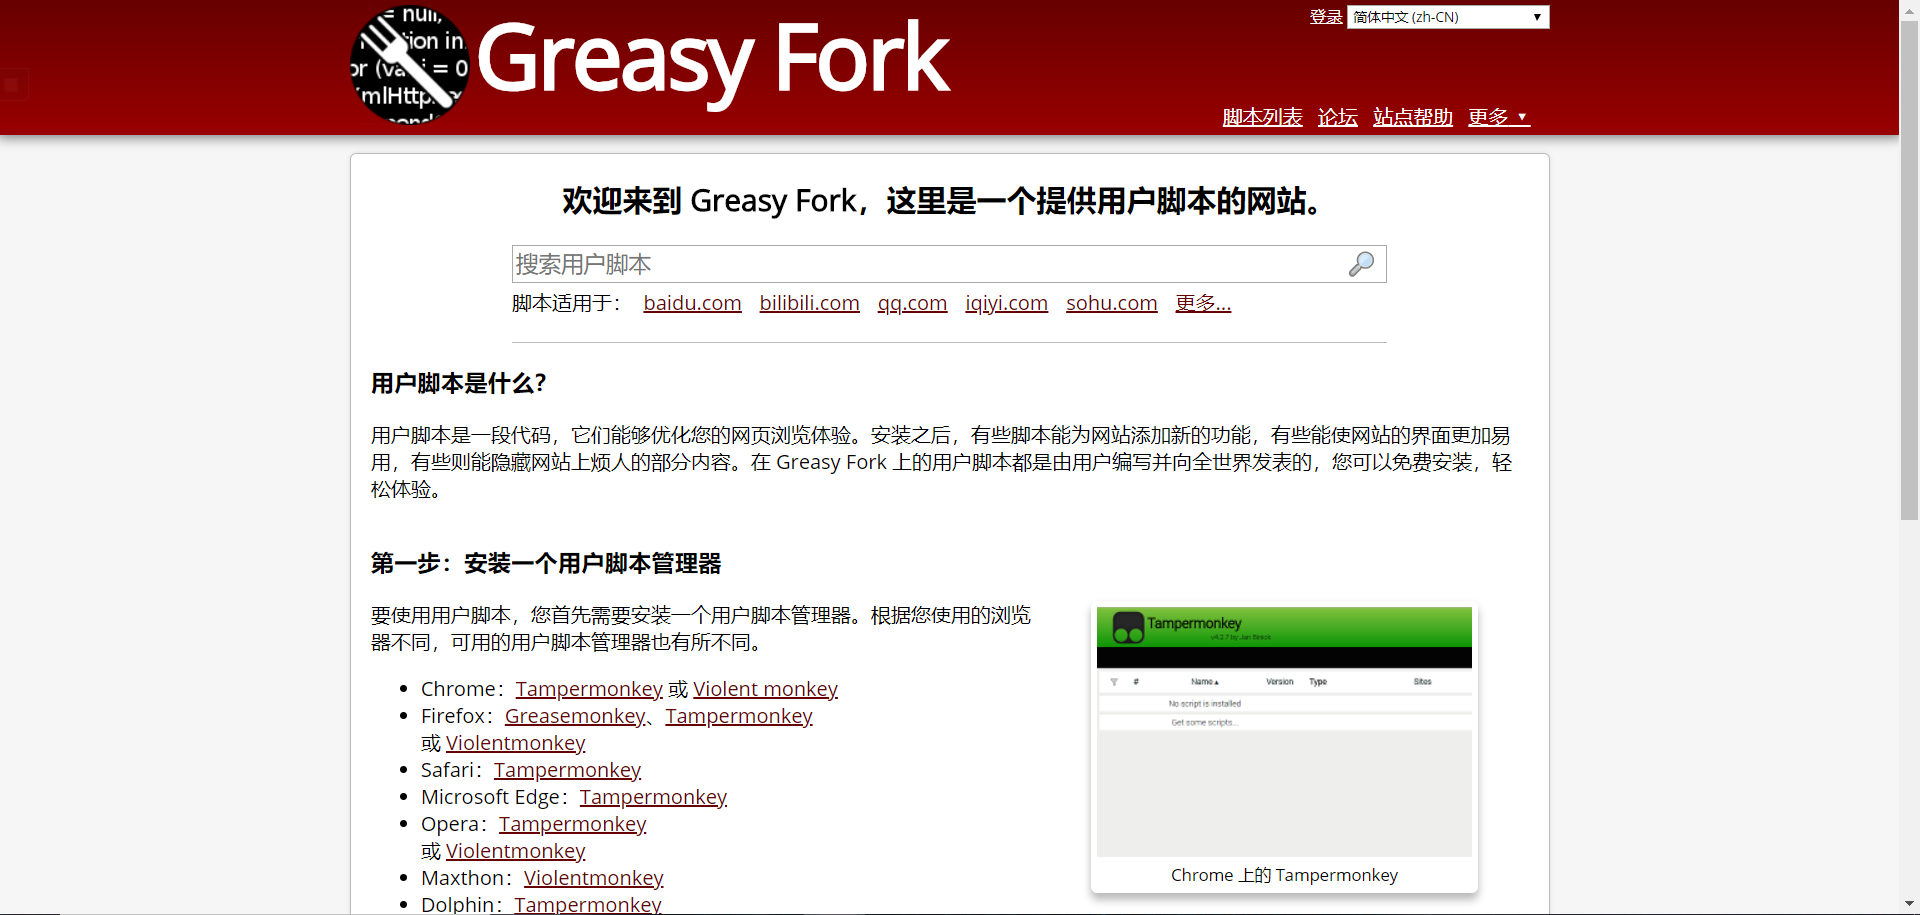 = null,
tion in
or (va i = 0
mlHttp
Greasy Fork
登录
简体中文 (zh-CN) ▼
脚本列表 论坛 站点帮助 更多 ▼
欢迎来到 Greasy Fork，这里是一个提供用户脚本的网站。
搜索用户脚本
脚本适用于： baidu.com bilibili.com qq.com iqiyi.com sohu.com 更多...
用户脚本是什么？
用户脚本是一段代码，它们能够优化您的网页浏览体验。安装之后，有些脚本能为网站添加新的功能，有些能使网站的界面更加易
用，有些则能隐藏网站上烦人的部分内容。在 Greasy Fork 上的用户脚本都是由用户编写并向全世界发表的，您可以免费安装，轻
松体验。
第一步：安装一个用户脚本管理器
要使用用户脚本，您首先需要安装一个用户脚本管理器。根据您使用的浏览
器不同，可用的用户脚本管理器也有所不同。
Chrome：Tampermonkey 或 Violent monkey
Firefox：Greasemonkey、Tampermonkey
或 Violentmonkey
Safari：Tampermonkey
Microsoft Edge：Tampermonkey
Opera：Tampermonkey
或 Violentmonkey
Maxthon：Violentmonkey
Dolphin：Tampermonkey
Tampermonkey
v4.2.7 by Jan Biniok
# Name▲ Version Type Sites
No script is installed
Get some scripts...
Chrome 上的 Tampermonkey